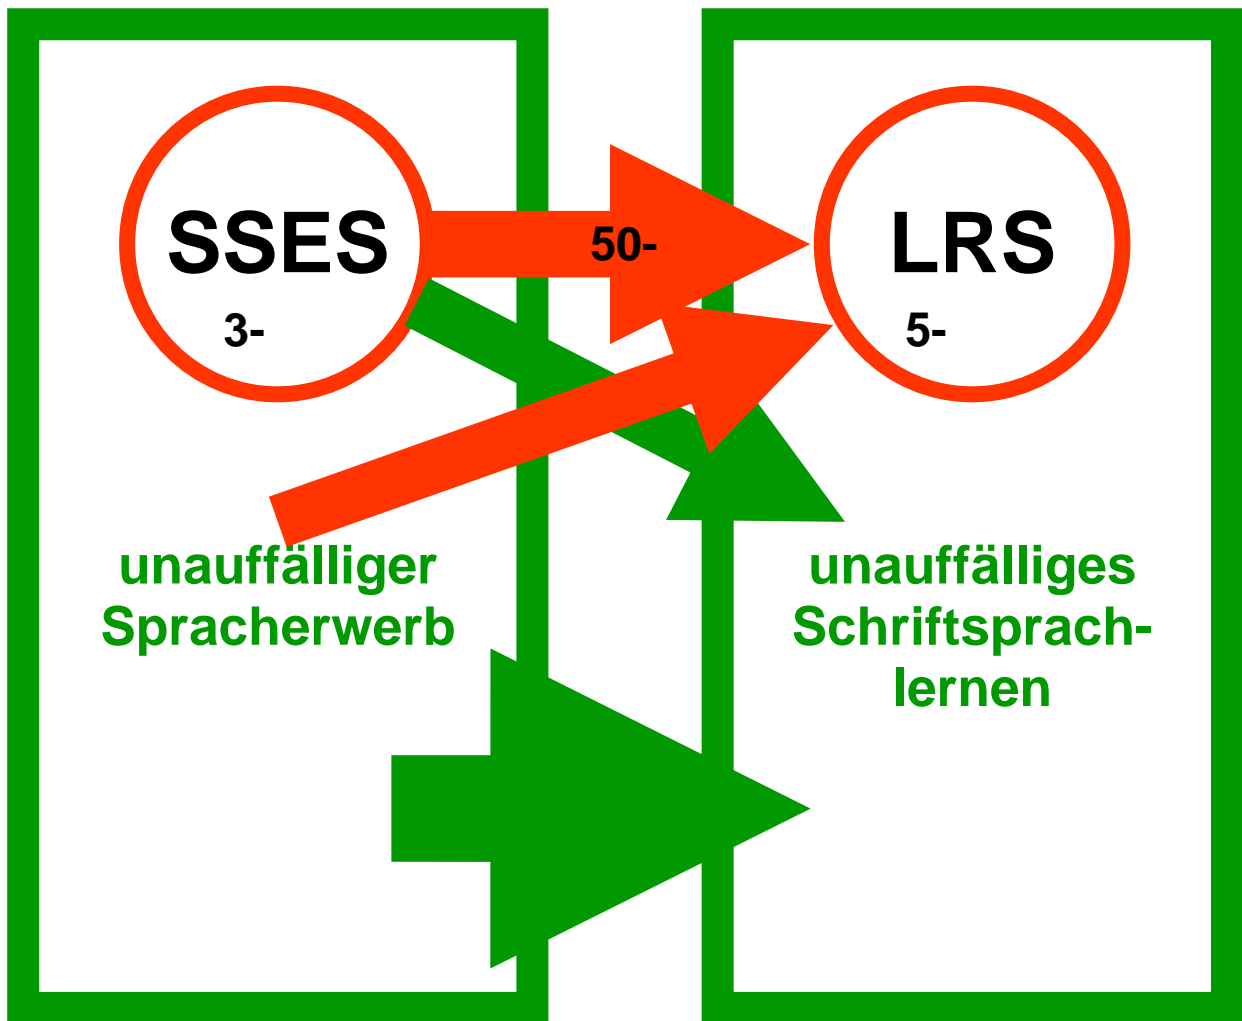 SSES
3-
50-
LRS
5-
unauffälliger
Spracherwerb
unauffälliges
Schriftsprach-
lernen